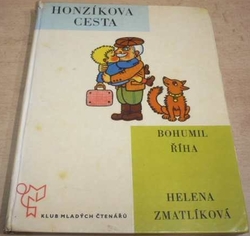 HONZÍKOVA
CESTA
BOHUMIL
ŘÍHA
HELENA
ZMATLÍKOVÁ
KLUB MLADÝCH ČTENÁŘŮ